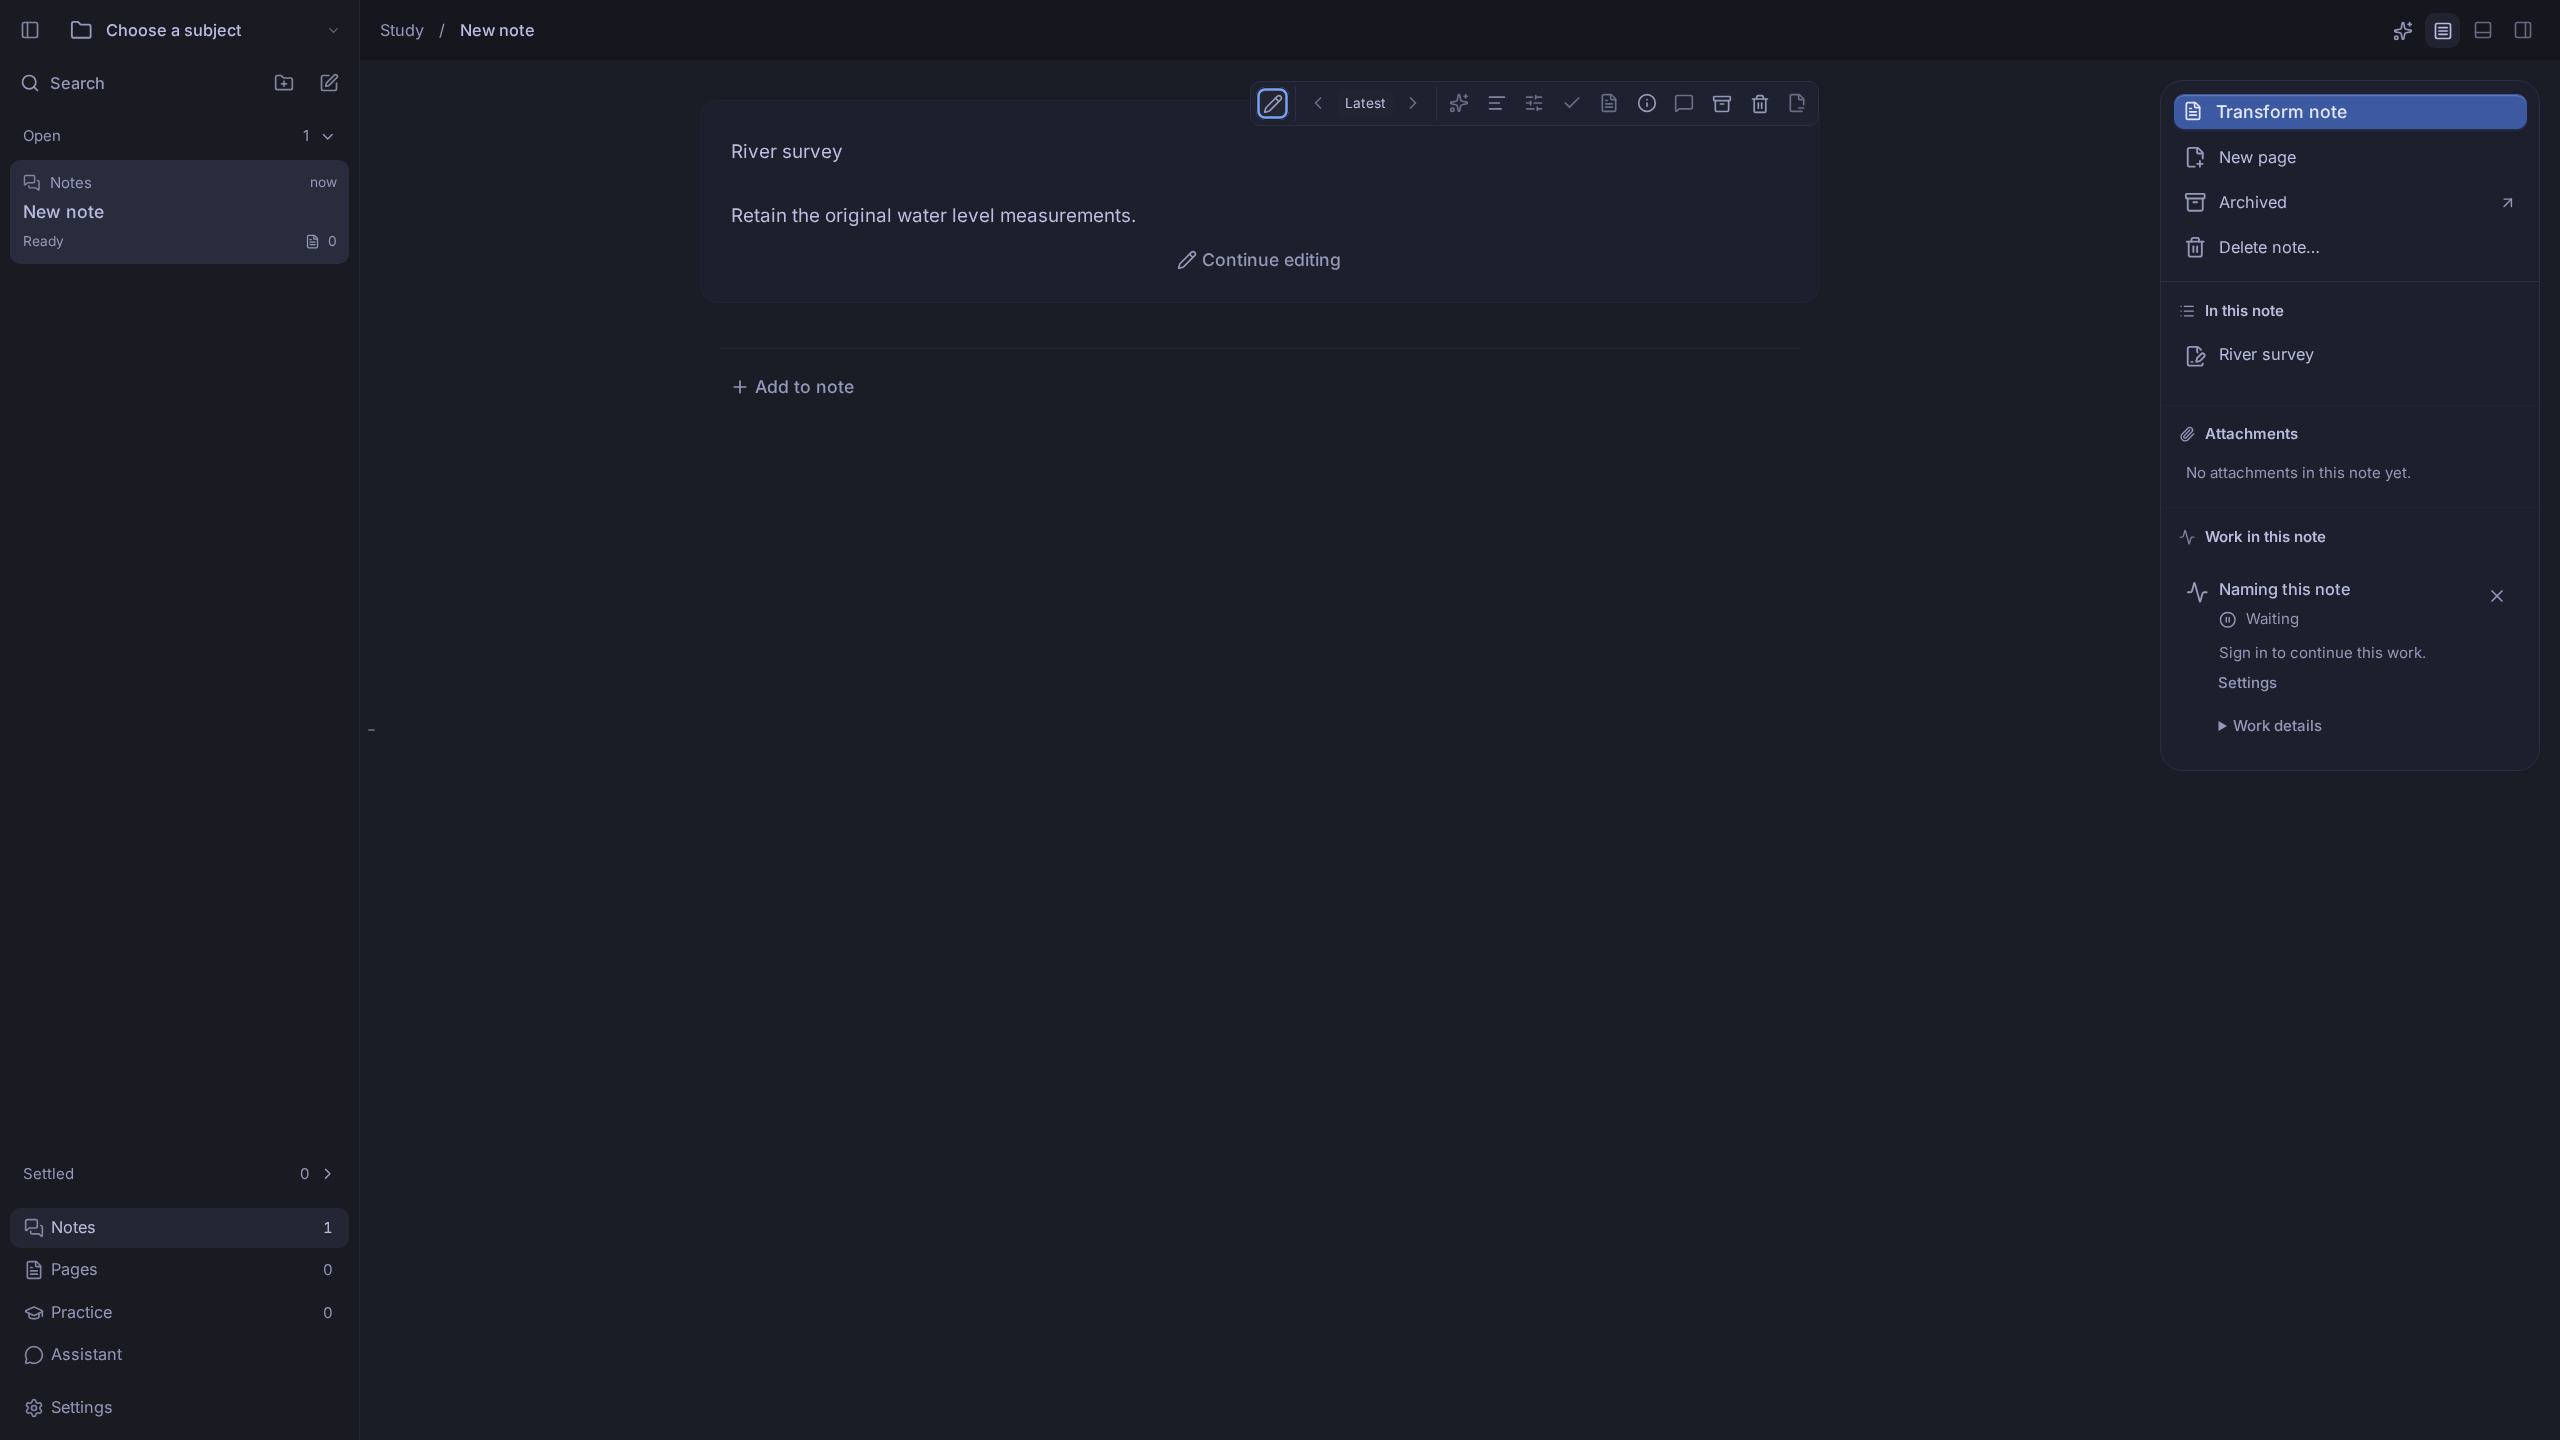 Choose a subject
Search
Open 1
Notes now
New note
Ready 0
Settled 0
Notes 1
Pages 0
Practice 0
Assistant
Settings
Study / New note
Latest
River survey
Retain the original water level measurements.
Continue editing
Add to note
Transform note
New page
Archived
Delete note...
In this note
River survey
Attachments
No attachments in this note yet.
Work in this note
Naming this note
Waiting
Sign in to continue this work.
Settings
Work details